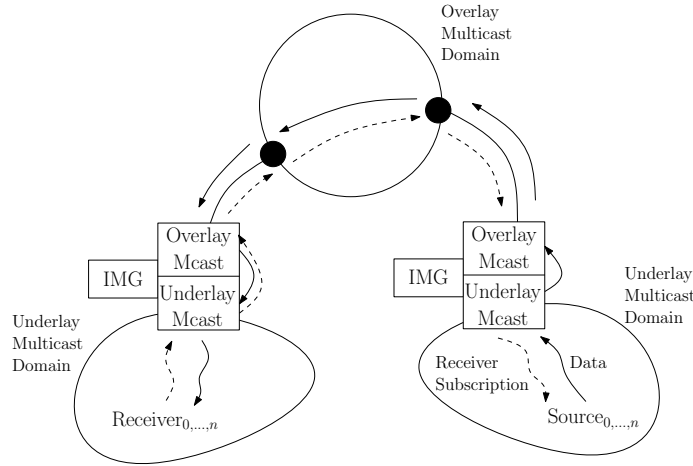 Overlay
Multicast
Domain
Overlay
Mcast
IMG
Underlay
Mcast
Overlay
Mcast
IMG
Underlay
Mcast
Underlay
Multicast
Domain
Underlay
Multicast
Domain
Receiver
Subscription
Data
Receiver0,...,n
Source0,...,n